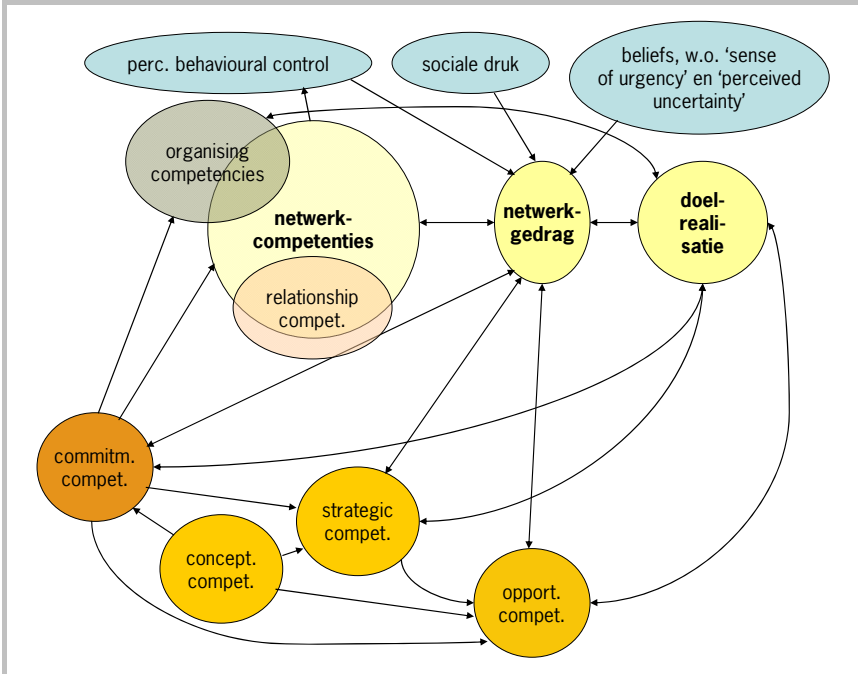 perc. behavioural control
sociale druk
beliefs, w.o. ‘sense
of urgency’ en ‘perceived
uncertainty’
organising
competencies
netwerk-
competenties
netwerk-
gedrag
doel-
reali-
satie
relationship
compet.
commitm.
compet.
strategic
compet.
concept.
compet.
opport.
compet.